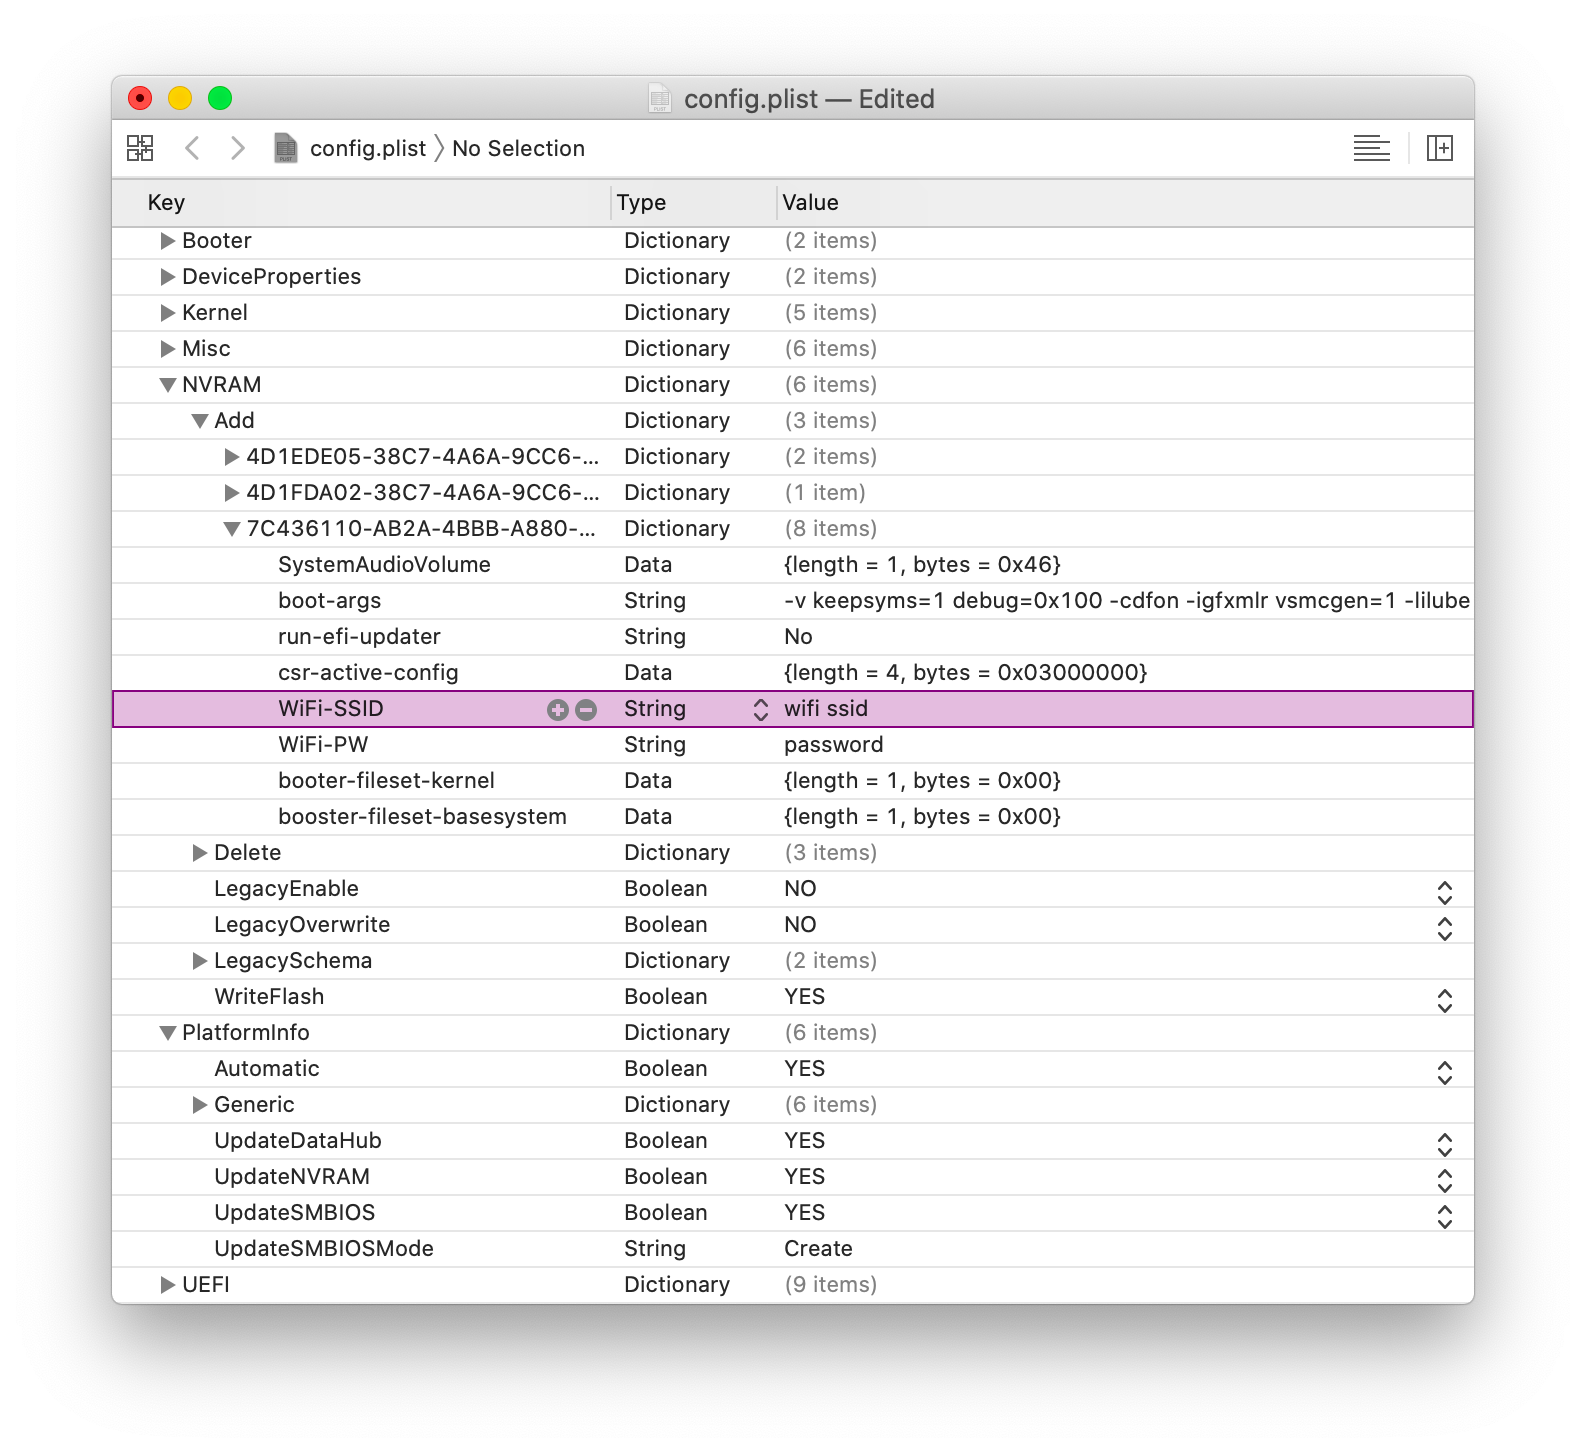 config.plist — Edited
config.plist 〉 No Selection
Key Type Value
Booter Dictionary (2 items)
DeviceProperties Dictionary (2 items)
Kernel Dictionary (5 items)
Misc Dictionary (6 items)
NVRAM Dictionary (6 items)
Add Dictionary (3 items)
4D1EDE05-38C7-4A6A-9CC6-... Dictionary (2 items)
4D1FDA02-38C7-4A6A-9CC6-... Dictionary (1 item)
7C436110-AB2A-4BBB-A880-... Dictionary (8 items)
SystemAudioVolume Data {length = 1, bytes = 0x46}
boot-args String -v keepsyms=1 debug=0x100 -cdfon -igfxmlr vsmcgen=1 -lilube
run-efi-updater String No
csr-active-config Data {length = 4, bytes = 0x03000000}
WiFi-SSID String wifi ssid
WiFi-PW String password
booter-fileset-kernel Data {length = 1, bytes = 0x00}
booster-fileset-basesystem Data {length = 1, bytes = 0x00}
Delete Dictionary (3 items)
LegacyEnable Boolean NO
LegacyOverwrite Boolean NO
LegacySchema Dictionary (2 items)
WriteFlash Boolean YES
PlatformInfo Dictionary (6 items)
Automatic Boolean YES
Generic Dictionary (6 items)
UpdateDataHub Boolean YES
UpdateNVRAM Boolean YES
UpdateSMBIOS Boolean YES
UpdateSMBIOSMode String Create
UEFI Dictionary (9 items)